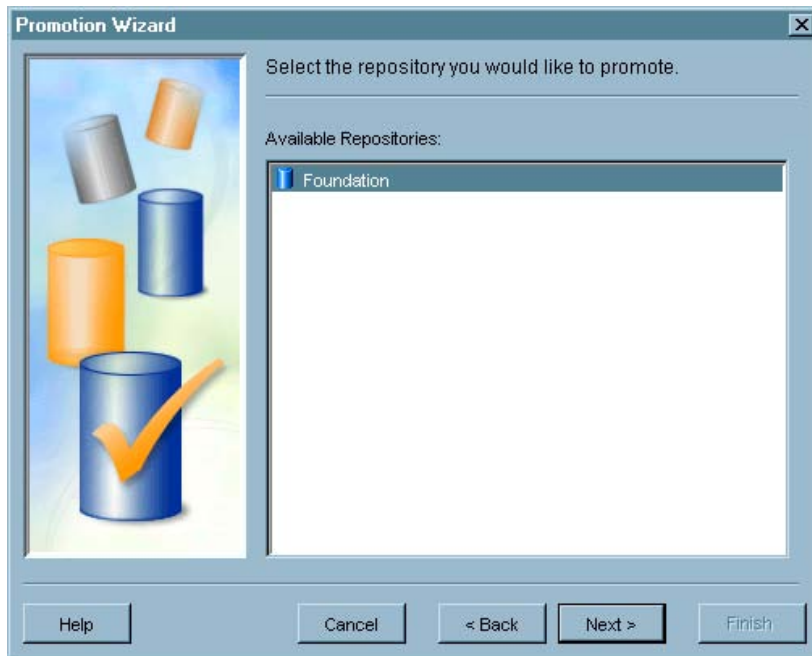 Promotion Wizard
Select the repository you would like to promote.
Available Repositories:
Foundation
Help
Cancel
< Back
Next >
Finish